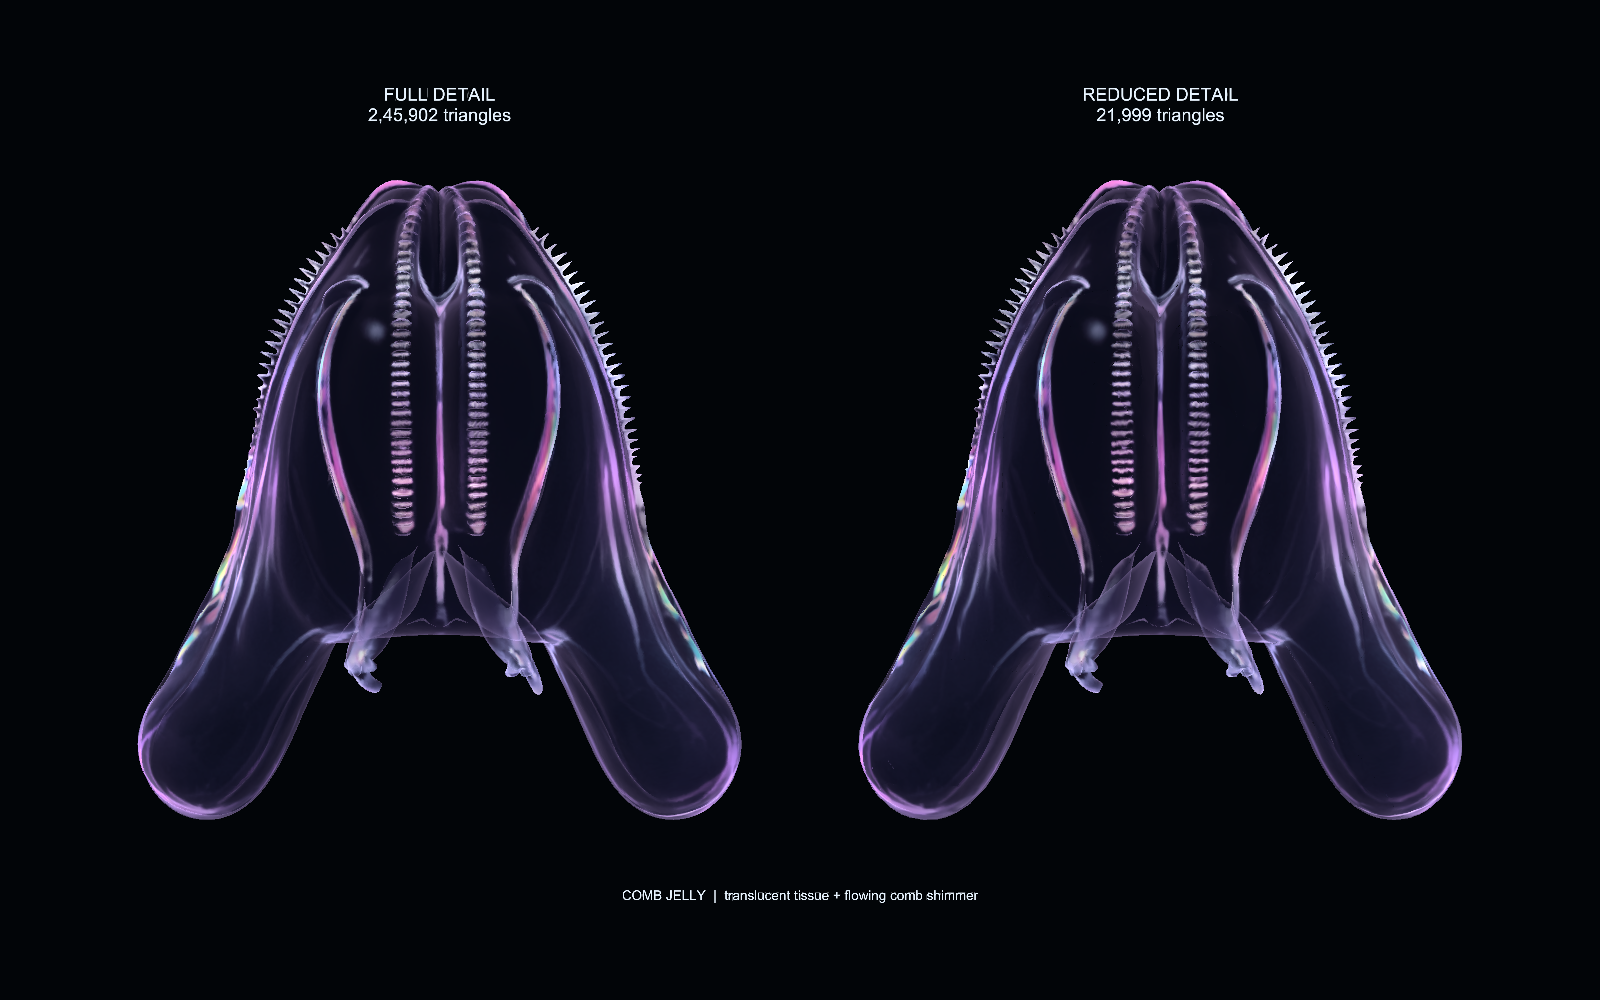 FULL DETAIL
2,45,902 triangles
REDUCED DETAIL
21,999 triangles
COMB JELLY | translucent tissue + flowing comb shimmer